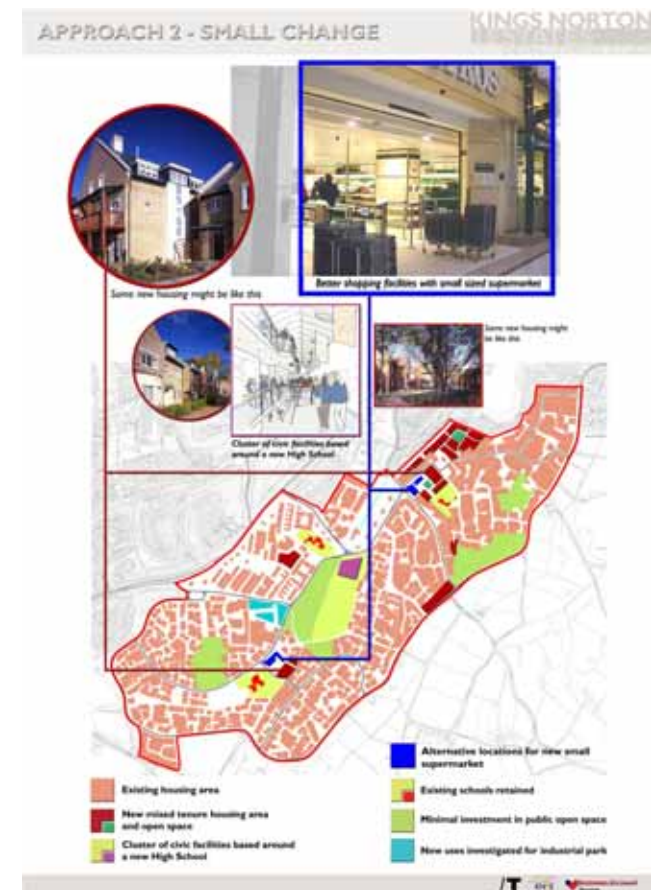 APPROACH 2 - SMALL CHANGE
KINGS NORTON
Some new housing might be like this
Better shopping facilities with small sized supermarket
Some new housing might
be like this
Cluster of civic facilities based
around a new High School
Existing housing area
New mixed tenure housing area
and open space
Cluster of civic facilities based around
a new High School
Alternative locations for new small
supermarket
Existing schools retained
Minimal investment in public open space
New uses investigated for industrial park